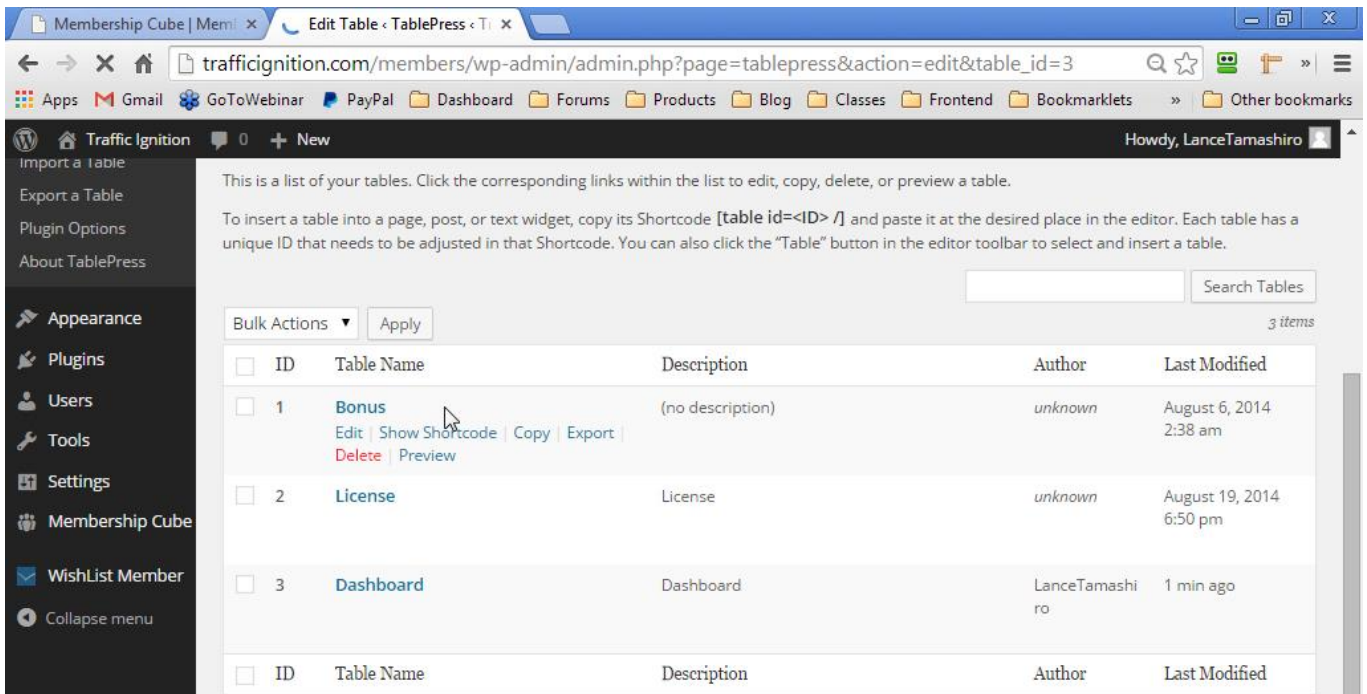 Membership Cube | Mem
Edit Table ‹ TablePress ‹ Tr
trafficignition.com/members/wp-admin/admin.php?page=tablepress&action=edit&table_id=3
Apps Gmail GoToWebinar PayPal Dashboard Forums Products Blog Classes Frontend Bookmarklets » Other bookmarks
Traffic Ignition 0 + New Howdy, LanceTamashiro
Import a Table
Export a Table
Plugin Options
About TablePress
Appearance
Plugins
Users
Tools
Settings
Membership Cube
WishList Member
Collapse menu
This is a list of your tables. Click the corresponding links within the list to edit, copy, delete, or preview a table.
To insert a table into a page, post, or text widget, copy its Shortcode [table id=<ID> /] and paste it at the desired place in the editor. Each table has a
unique ID that needs to be adjusted in that Shortcode. You can also click the “Table” button in the editor toolbar to select and insert a table.
Search Tables
Bulk Actions ▼ Apply 3 items
ID Table Name Description Author Last Modified
1 Bonus (no description) unknown August 6, 2014
Edit | Show Shortcode | Copy | Export | 2:38 am
Delete | Preview
2 License License unknown August 19, 2014
6:50 pm
3 Dashboard Dashboard LanceTamashi 1 min ago
ro
ID Table Name Description Author Last Modified